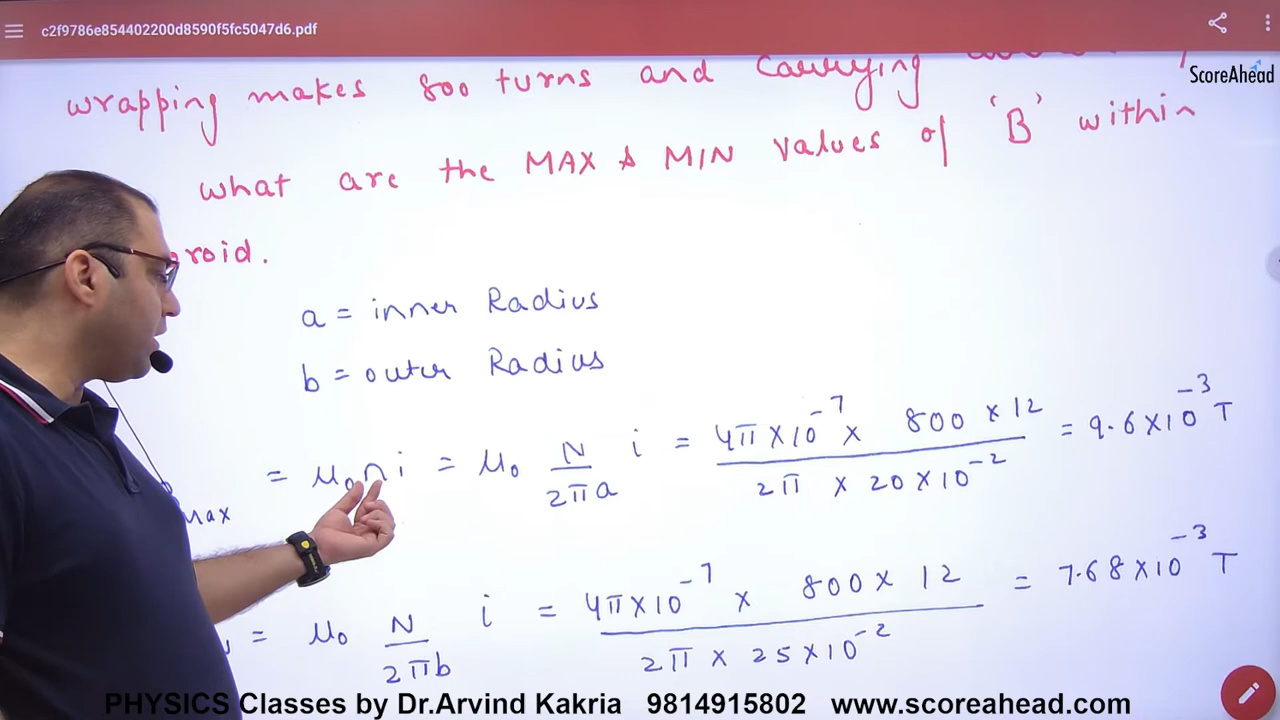 c2f9786e854402200d8590f5fc5047d6.pdf
ScoreAhead
wrapping makes 800 turns and carrying
what are the MAX & MIN values of 'B' within
roid.
a = inner Radius
b = outer Radius
max = μ₀ n i = μ₀ N/2πa i = 4π×10⁻⁷ × 800 × 12 / 2π × 20×10⁻² = 9.6×10⁻³ T
= μ₀ N/2πb i = 4π×10⁻⁷ × 800 × 12 / 2π × 25×10⁻² = 7.68×10⁻³ T
PHYSICS Classes by Dr.Arvind Kakria 9814915802 www.scoreahead.com